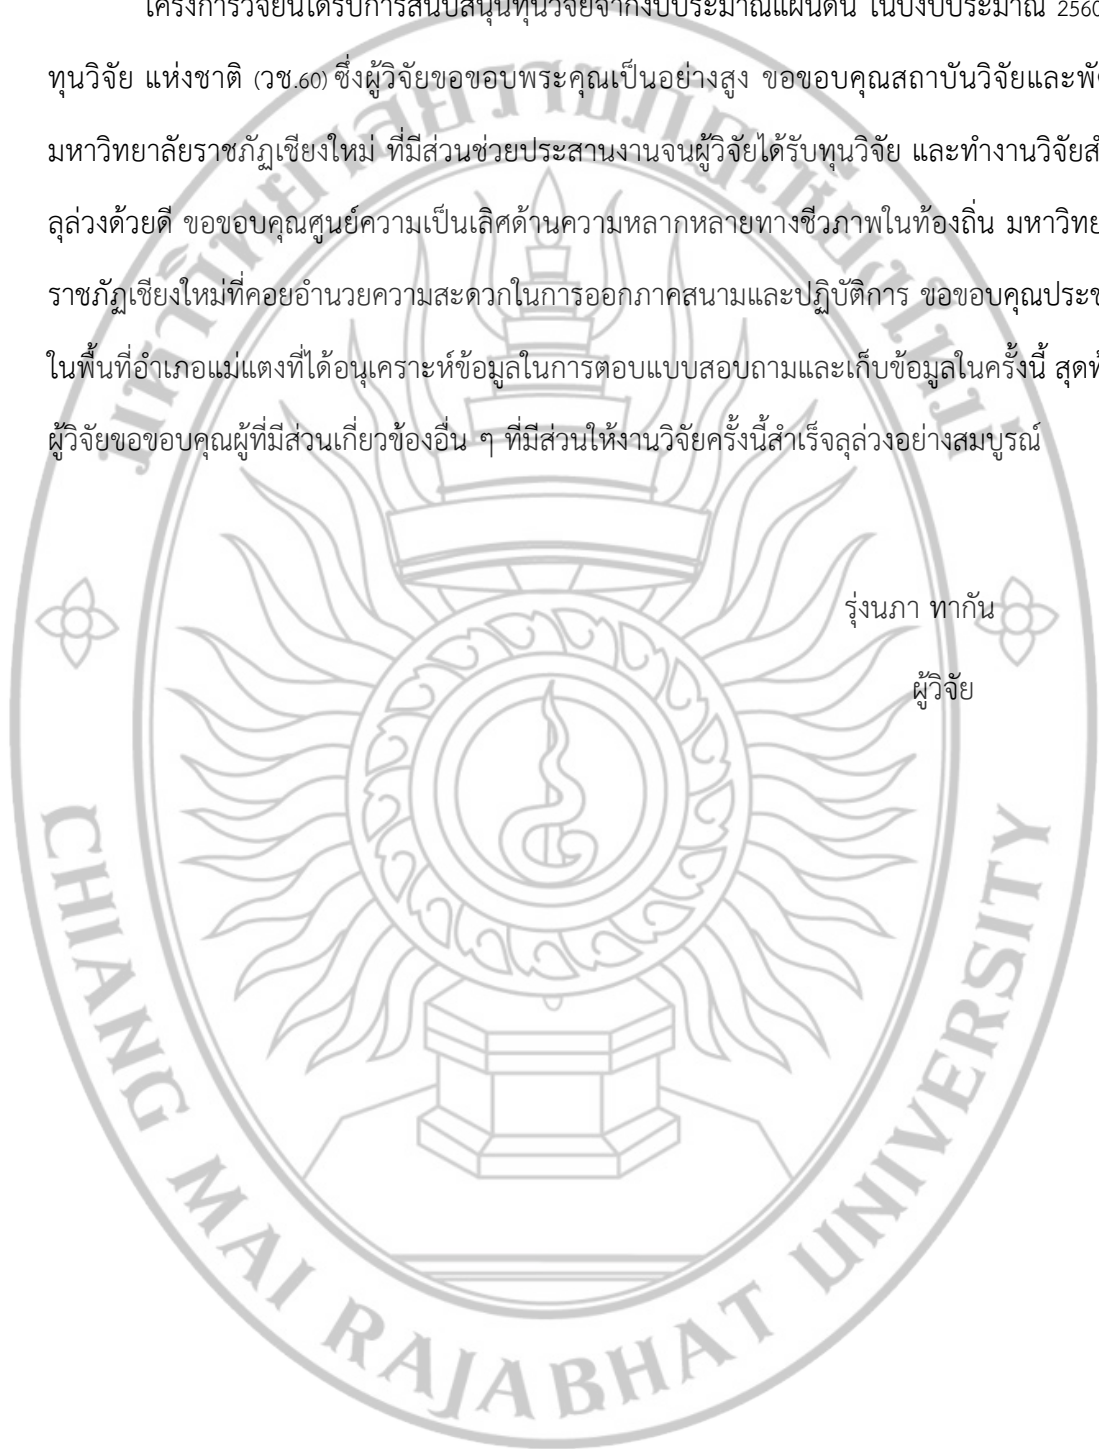 โครงการวิจัยนี้ได้รับการสนับสนุนทุนวิจัยจากงบประมาณแผ่นดิน ในปีงบประมาณ 2560
ทุนวิจัย แห่งชาติ (วช.60) ซึ่งผู้วิจัยขอขอบพระคุณเป็นอย่างสูง ขอขอบคุณสถาบันวิจัยและพั
มหาวิทยาลัยราชภัฏเชียงใหม่ ที่มีส่วนช่วยประสานงานจนผู้วิจัยได้รับทุนวิจัย และทำงานวิจัยสำ
ลุล่วงด้วยดี ขอขอบคุณศูนย์ความเป็นเลิศด้านความหลากหลายทางชีวภาพในท้องถิ่น มหาวิทย
ราชภัฏเชียงใหม่ที่คอยอำนวยความสะดวกในการออกภาคสนามและปฏิบัติการ ขอขอบคุณประช
ในพื้นที่อำเภอแม่แตงที่ได้อนุเคราะห์ข้อมูลในการตอบแบบสอบถามและเก็บข้อมูลในครั้งนี้ สุดท้
ผู้วิจัยขอขอบคุณผู้ที่มีส่วนเกี่ยวข้องอื่น ๆ ที่มีส่วนให้งานวิจัยครั้งนี้สำเร็จลุล่วงอย่างสมบูรณ์
รุ่งนภา ทากัน
ผู้วิจัย
มหาวิทยาลัยราชภัฏเชียงใหม่
CHIANG MAI RAJABHAT UNIVERSITY